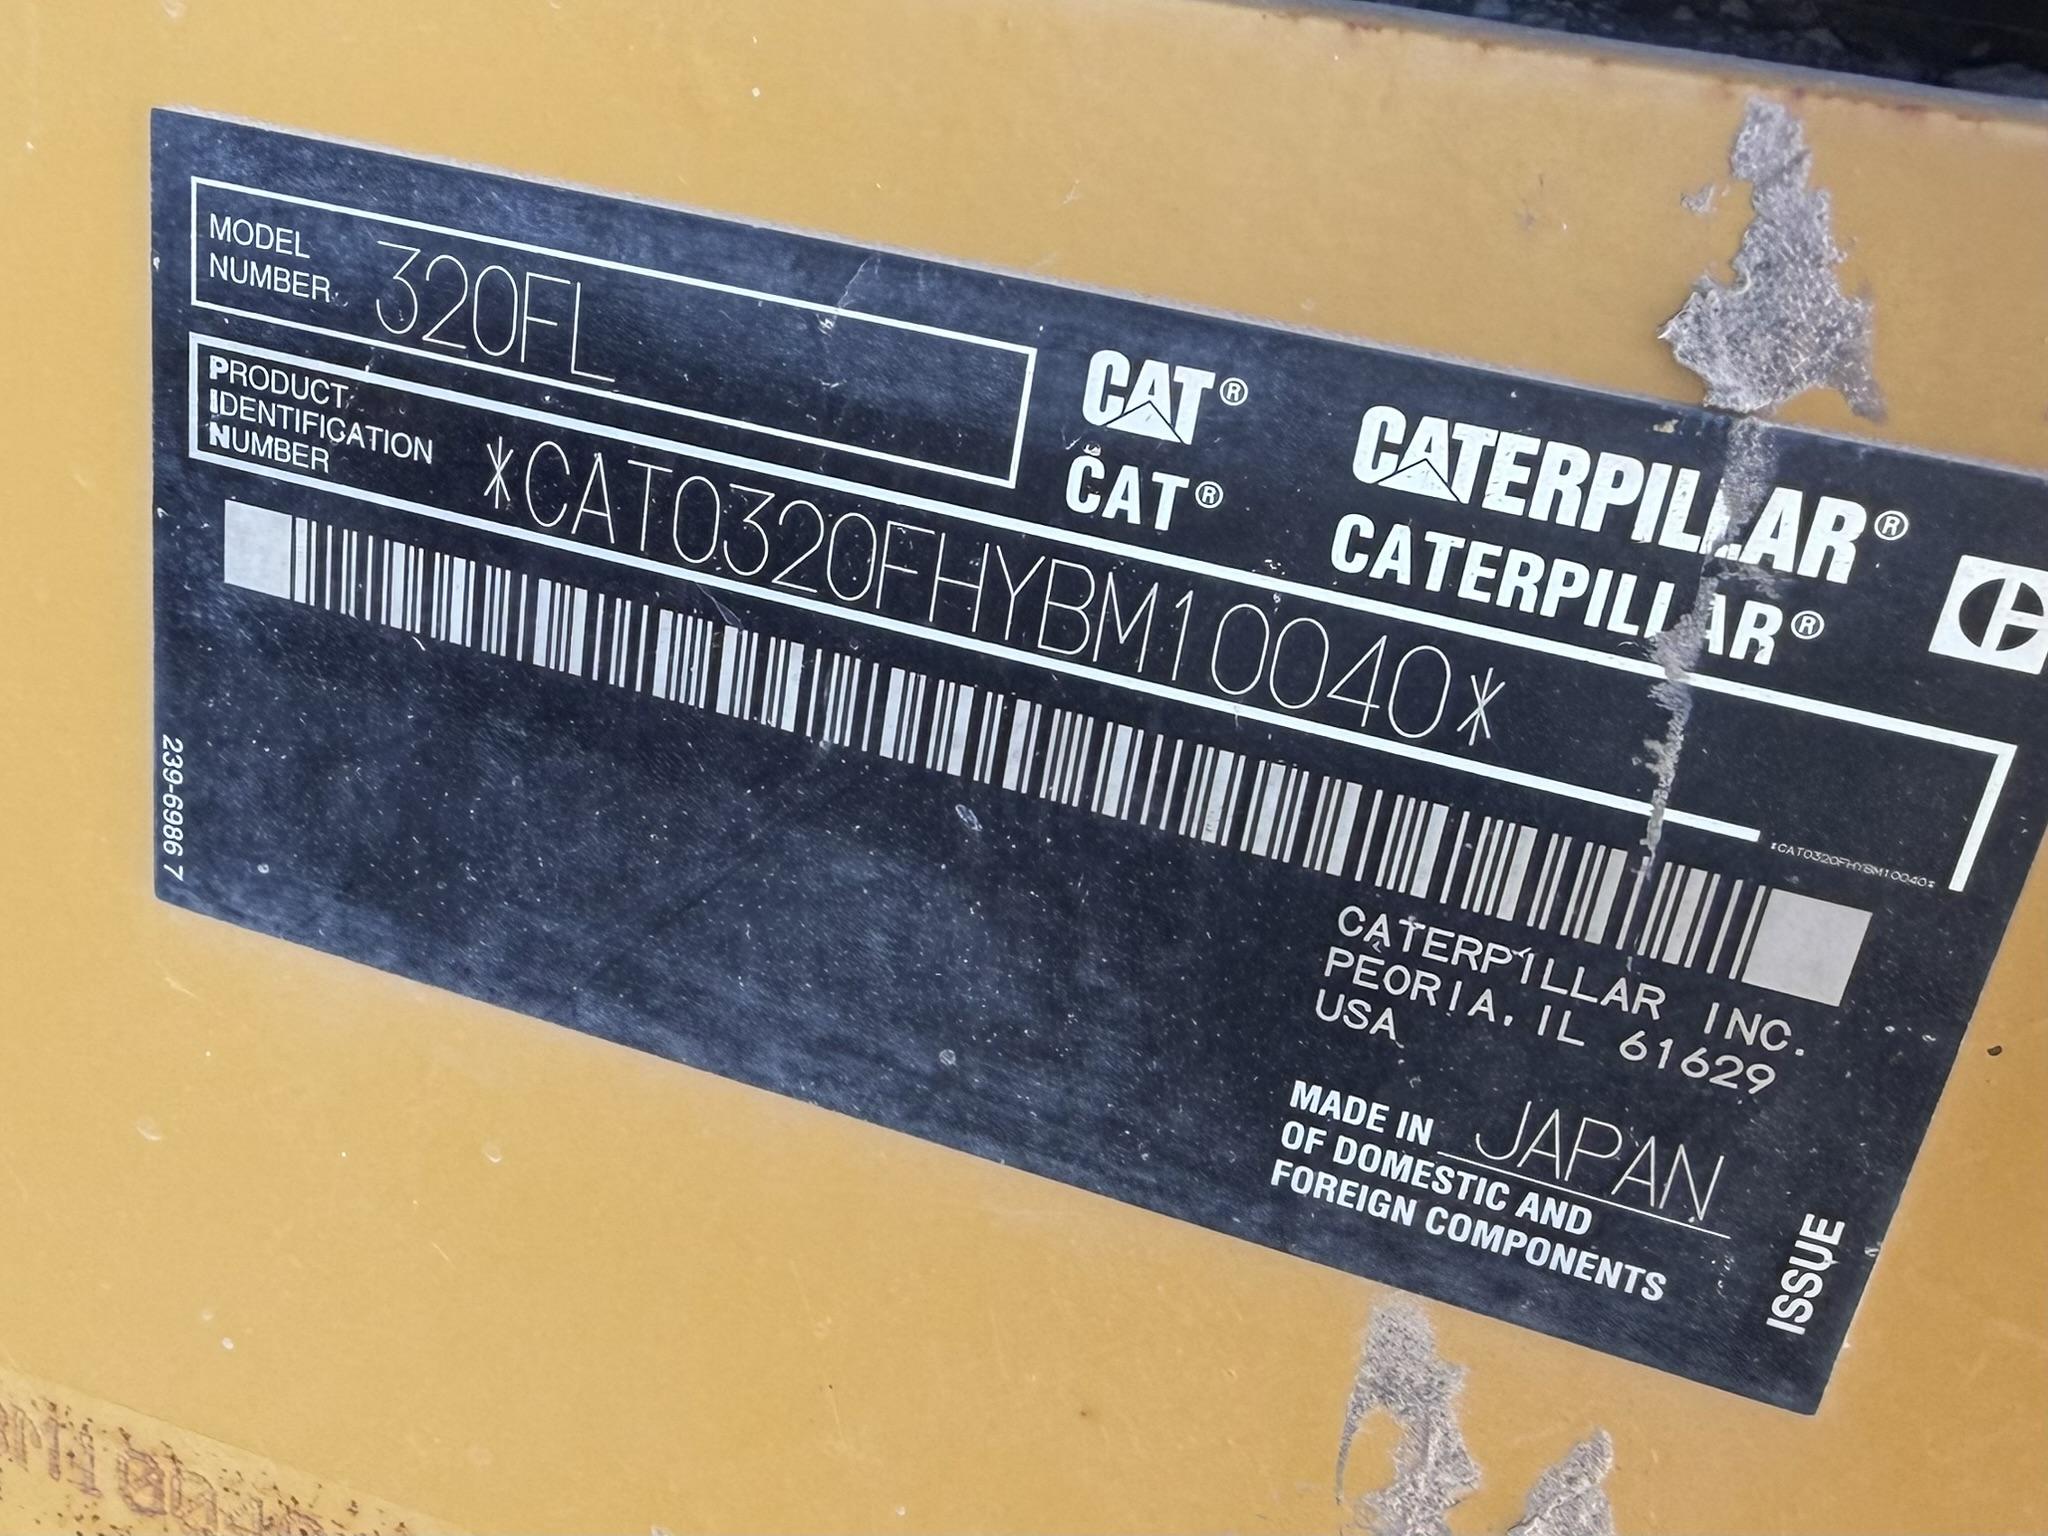 MODEL
NUMBER
320FL
PRODUCT
IDENTIFICATION
NUMBER
*CAT0320FHYBM10040*
CAT®
CAT®
CATERPILLAR®
CATERPILLAR®
*CAT0320FHYBM10040*
239-6986 7
CATERPILLAR INC.
PEORIA, IL 61629
USA
MADE IN JAPAN
OF DOMESTIC AND
FOREIGN COMPONENTS
ISSUE